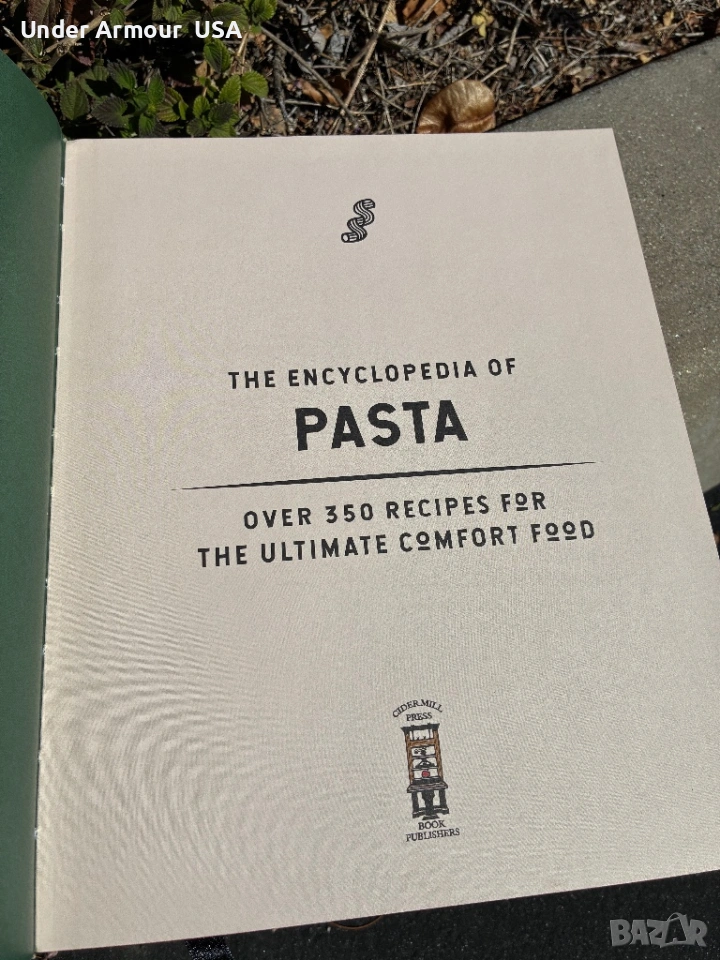 Under Armour USA
THE ENCYCLOPEDIA OF
PASTA
OVER 350 RECIPES FOR
THE ULTIMATE COMFORT FOOD
CIDER MILL
PRESS
BOOK
PUBLISHERS
BAZAR